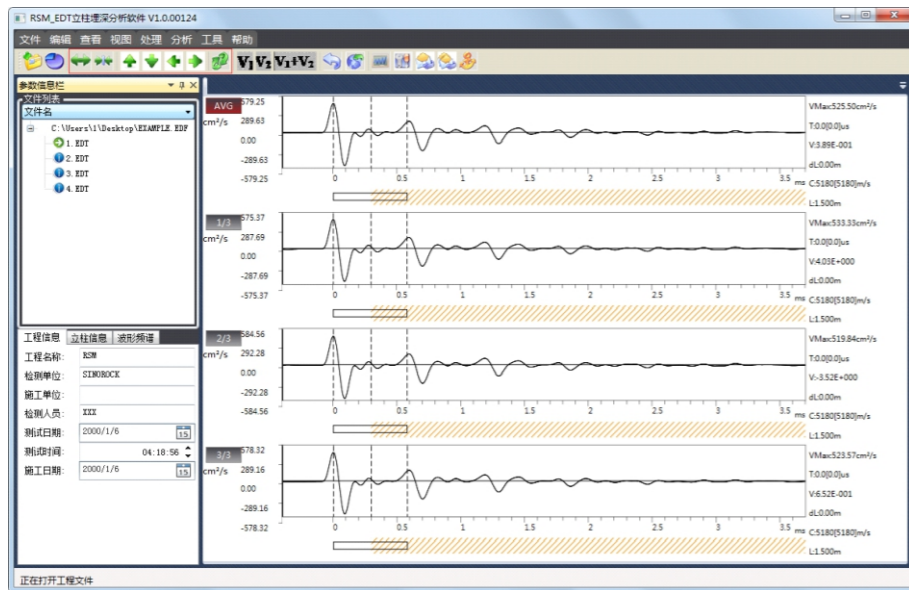 RSM_EDT立柱埋深分析软件 V1.0.00124
文件 编辑 查看 视图 处理 分析 工具 帮助
V₁ V₂ V₁+V₂
参数信息栏
文件列表
文件名
C:\Users\1\Desktop\EXAMPLE.EDF
1.EDT
2.EDT
3.EDT
4.EDT
工程信息 立柱信息 波形频谱
工程名称: RSM
检测单位: SINOROCK
施工单位:
检测人员: XXX
测试日期: 2000/1/6 15
测试时间: 04:18:56
施工日期: 2000/1/6 15
AVG 579.25
cm²/s 289.63
0.00
-289.63
-579.25
0 0.5 1 1.5 2 2.5 3 3.5 ms
VMax:525.50cm²/s
T:0.0[0.0]us
V:3.89E-001
dL:0.00m
C:5180[5180]m/s
L:1.500m
1/3 575.37
cm²/s 287.69
0.00
-287.69
-575.37
0 0.5 1 1.5 2 2.5 3 3.5 ms
VMax:533.33cm²/s
T:0.0[0.0]us
V:4.03E+000
dL:0.00m
C:5180[5180]m/s
L:1.500m
2/3 584.56
cm²/s 292.28
0.00
-292.28
-584.56
0 0.5 1 1.5 2 2.5 3 3.5 ms
VMax:519.84cm²/s
T:0.0[0.0]us
V:-3.52E+000
dL:0.00m
C:5180[5180]m/s
L:1.500m
3/3 578.32
cm²/s 289.16
0.00
-289.16
-578.32
0 0.5 1 1.5 2 2.5 3 3.5 ms
VMax:523.57cm²/s
T:0.0[0.0]us
V:6.52E-001
dL:0.00m
C:5180[5180]m/s
L:1.500m
正在打开工程文件